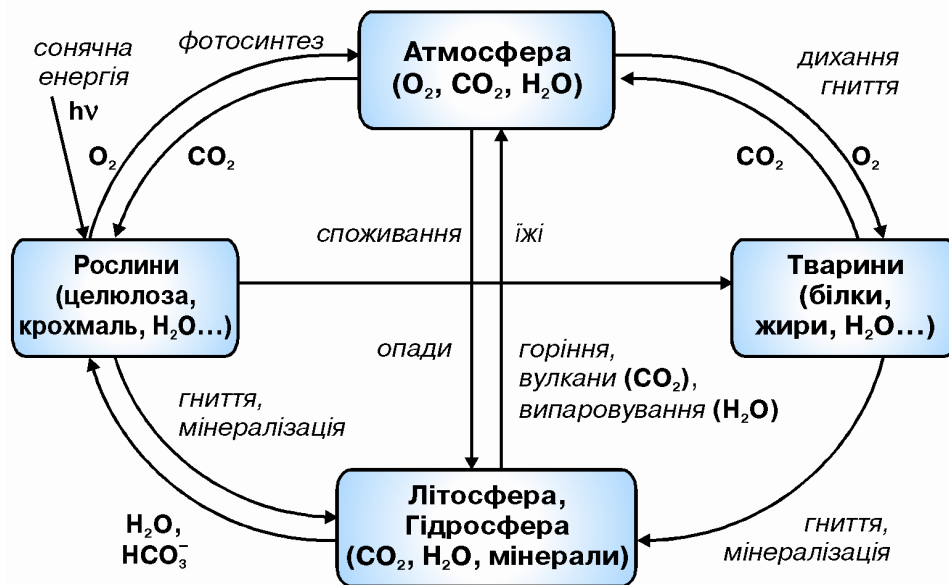 сонячна
енергія
hν
фотосинтез
Атмосфера
(O₂, CO₂, H₂O)
дихання
гниття
O₂
CO₂
CO₂
O₂
споживання
їжі
Рослини
(целюлоза,
крохмаль, H₂O...)
Тварини
(білки,
жири, H₂O...)
опади
горіння,
вулкани (CO₂),
випаровування (H₂O)
гниття,
мінералізація
Літосфера,
Гідросфера
(CO₂, H₂O, мінерали)
H₂O,
HCO₃⁻
гниття,
мінералізація